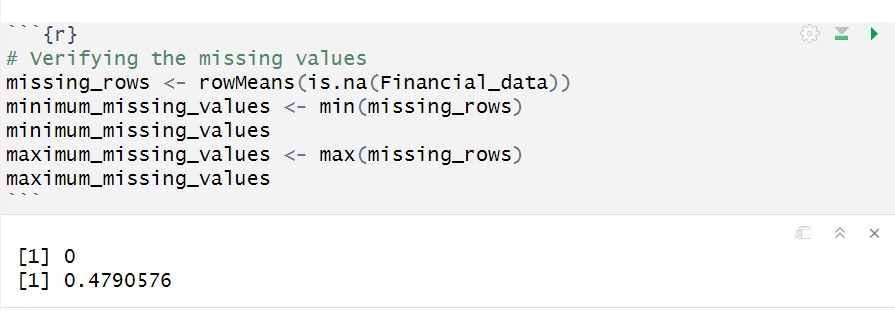 ```{r}
# Verifying the missing values
missing_rows <- rowMeans(is.na(Financial_data))
minimum_missing_values <- min(missing_rows)
minimum_missing_values
maximum_missing_values <- max(missing_rows)
maximum_missing_values
```
[1] 0
[1] 0.4790576